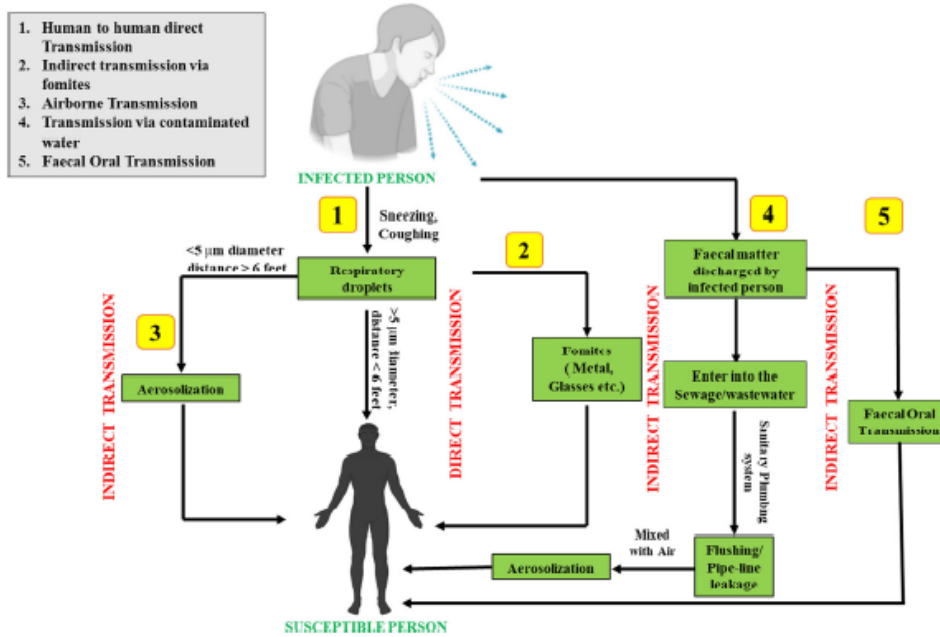 1. Human to human direct
Transmission
2. Indirect transmission via
fomites
3. Airborne Transmission
4. Transmission via contaminated
water
5. Faecal Oral Transmission
INFECTED PERSON
1
Sneezing,
Coughing
2
4
5
<5 μm diameter
distance > 6 feet
Respiratory
droplets
Faecal matter
discharged by
infected person
3
Aerosolization
INDIRECT TRANSMISSION
>5 μm diameter,
distance < 6 feet
DIRECT TRANSMISSION
Fomites
( Metal,
Glasses etc.)
INDIRECT TRANSMISSION
Enter into the
Sewage/wastewater
INDIRECT TRANSMISSION
Faecal Oral
Transmission
Sanitary Plumbng
system
Mixed
with Air
Aerosolization
Flushing/
Pipe-line
leakage
SUSCEPTIBLE PERSON